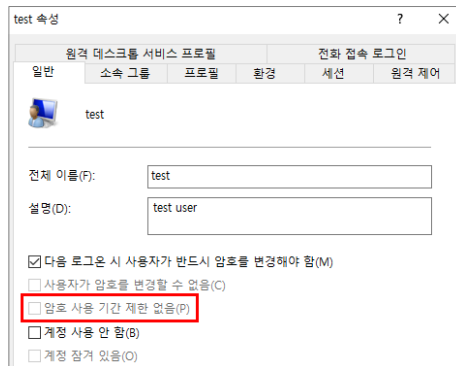 test 속성
? ×
원격 데스크톱 서비스 프로필 전화 접속 로그인
일반 소속 그룹 프로필 환경 세션 원격 제어
test
전체 이름(F): test
설명(D): test user
다음 로그온 시 사용자가 반드시 암호를 변경해야 함(M)
사용자가 암호를 변경할 수 없음(C)
암호 사용 기간 제한 없음(P)
계정 사용 안 함(B)
계정 잠겨 있음(O)